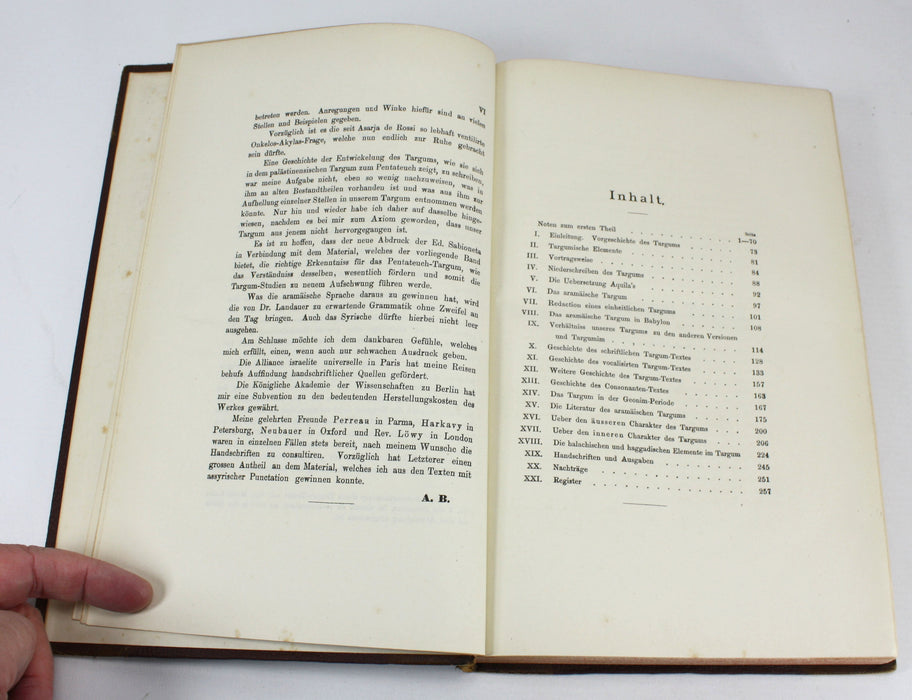 VI
betreten werden. Anregungen und Winke hiefür sind an vielen
Stellen und Beispielen gegeben.
Vorzüglich ist es die seit Asarja de Rossi so lebhaft ventilirte
Onkelos-Akylas-Frage, welche nun endlich zur Ruhe gebracht
sein dürfte.
Eine Geschichte der Entwickelung des Targums, wie sie sich
in dem palästinensischen Targum zum Pentateuch zeigt, zu schreiben,
war meine Aufgabe nicht, eben so wenig nachzuweisen, was in
ihm an alten Bestandtheilen vorhanden ist und was aus ihm zur
Aufhellung einzelner Stellen in unserem Targum entnommen werden
könnte. Nur hin und wieder habe ich daher auf dasselbe hinge-
wiesen, nachdem es bei mir zum Axiom geworden, dass unser
Targum aus jenem nicht hervorgegangen ist.
Es ist zu hoffen, dass der neue Abdruck der Ed. Sabioneta
in Verbindung mit dem Material, welches der vorliegende Band
bietet, die richtige Erkenntniss für das Pentateuch-Targum, wie
das Verständniss desselben, wesentlich fördern und somit die
Targum-Studien zu neuem Aufschwung führen werde.
Was die aramäische Sprache daraus zu gewinnen hat, wird
die von Dr. Landauer zu erwartende Grammatik ohne Zweifel an
den Tag bringen. Auch das Syrische dürfte hierbei nicht leer
ausgehen.
Am Schlusse möchte ich dem dankbaren Gefühle, welches
mich erfüllt, einen, wenn auch nur schwachen Ausdruck geben.
Die Alliance israelite universelle in Paris hat meine Reisen
behufs Auffindung handschriftlicher Quellen gefördert.
Die Königliche Akademie der Wissenschaften zu Berlin hat
mir eine Subvention zu den bedeutenden Herstellungskosten des
Werkes gewährt.
Meine gelehrten Freunde Perreau in Parma, Harkavy in
Petersburg, Neubauer in Oxford und Rev. Löwy in London
waren in einzelnen Fällen stets bereit, nach meinem Wunsche die
Handschriften zu consultiren. Vorzüglich hat Letzterer einen
grossen Antheil an dem Material, welches ich aus den Texten mit
assyrischer Punctation gewinnen konnte.
A. B.
Inhalt.
Seite
Noten zum ersten Theil . . . . . . . . 1—70
I. Einleitung. Vorgeschichte des Targums . . . . . 73
II. Targumische Elemente . . . . . . . . 81
III. Vortragsweise . . . . . . . . 84
IV. Niederschreiben des Targums . . . . . . 88
V. Die Uebersetzung Aquila's . . . . . . 92
VI. Das aramäische Targum . . . . . . 97
VII. Redaction eines einheitlichen Targums . . . . . 101
VIII. Das aramäische Targum in Babylon . . . . . 108
IX. Verhältniss unseres Targums zu den anderen Versionen
und Targumim . . . . . . . . 114
X. Geschichte des schriftlichen Targum-Textes . . . . 128
XI. Geschichte des vocalisirten Targum-Textes . . . . 133
XII. Weitere Geschichte des Targum-Textes . . . . . 157
XIII. Geschichte des Consonanten-Textes . . . . . 163
XIV. Das Targum in der Geonim-Periode . . . . . 167
XV. Die Literatur des aramäischen Targums . . . . . 175
XVI. Ueber den äusseren Charakter des Targums . . . . 200
XVII. Ueber den inneren Charakter des Targums . . . . 206
XVIII. Die halachischen und haggadischen Elemente im Targum 224
XIX. Handschriften und Ausgaben . . . . . . 245
XX. Nachträge . . . . . . . . 251
XXI. Register . . . . . . . . 257